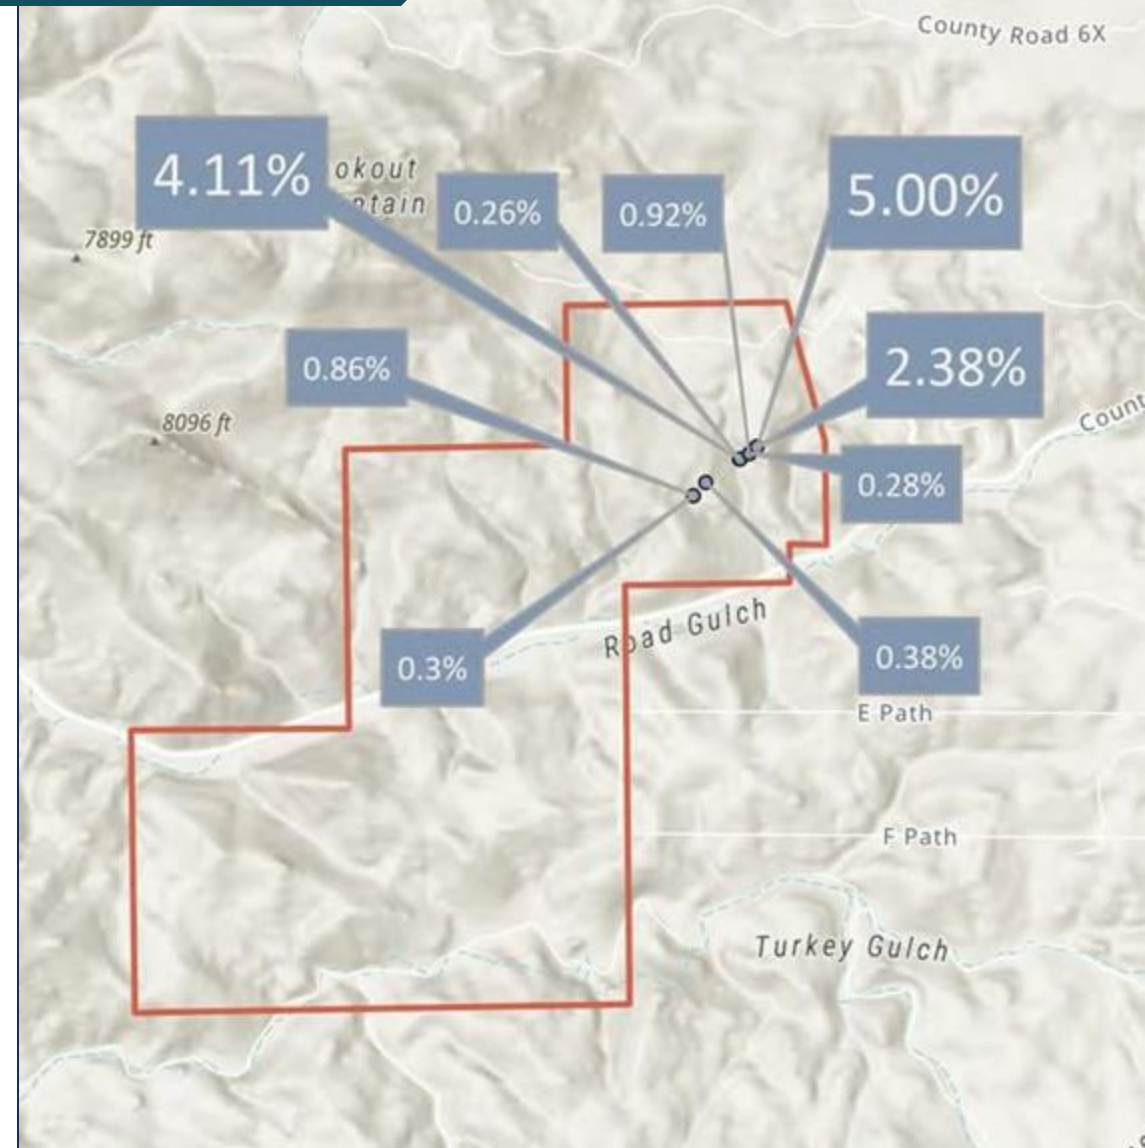 County Road 6X
4.11%
okout
ntain
0.26%
0.92%
5.00%
7899 ft
0.86%
2.38%
8096 ft
Count
0.28%
Road Gulch
0.3%
0.38%
E Path
F Path
Turkey Gulch